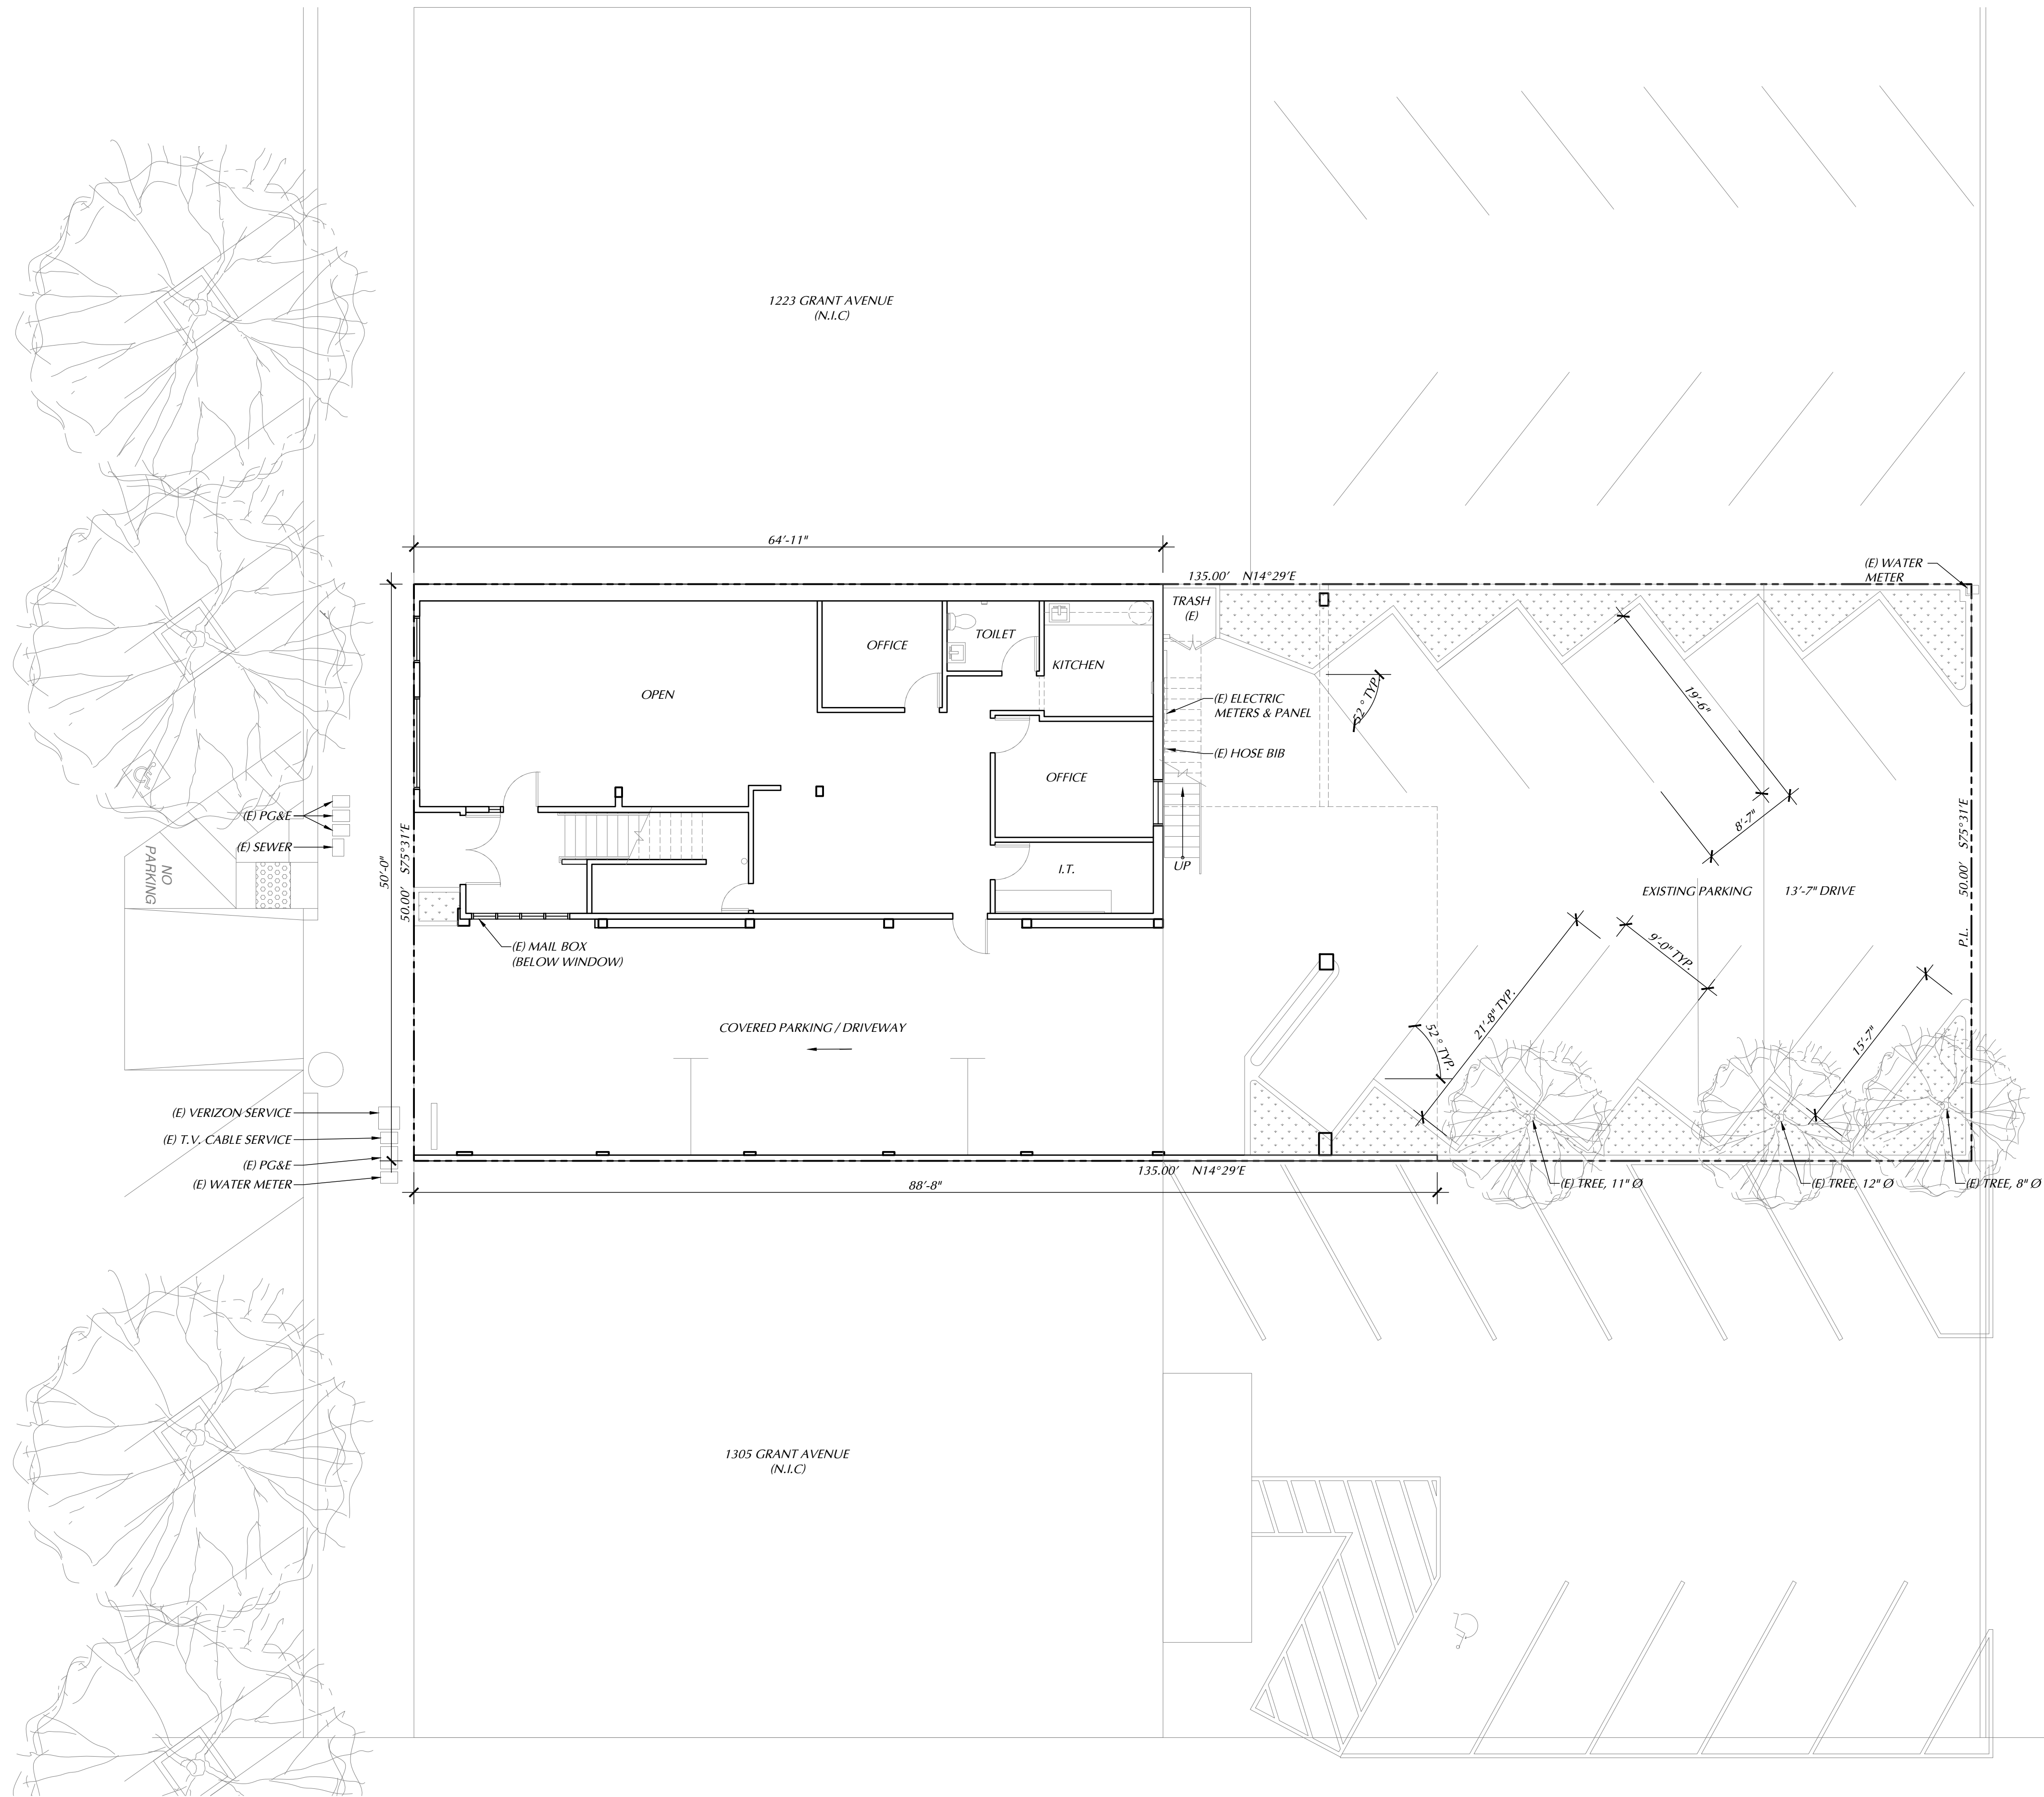 1223 GRANT AVENUE
(N.I.C)
64'-11"
135.00' N14°29'E
(E) WATER
METER
TRASH
(E)
OFFICE
TOILET
KITCHEN
OPEN
(E) ELECTRIC
METERS & PANEL
52° TYP.
19'-6"
(E) HOSE BIB
OFFICE
8'-7"
(E) PG&E
(E) SEWER
NO
PARKING
50'-0"
50.00' S75°31'E
UP
I.T.
EXISTING PARKING 13'-7" DRIVE
P.L. 50.00' S75°31'E
(E) MAIL BOX
(BELOW WINDOW)
9'-0" TYP.
21'-8" TYP.
52° TYP.
15'-7"
COVERED PARKING / DRIVEWAY
(E) VERIZON SERVICE
(E) T.V. CABLE SERVICE
(E) PG&E
(E) WATER METER
135.00' N14°29'E
88'-8"
(E) TREE, 11" Ø
(E) TREE, 12" Ø
(E) TREE, 8" Ø
1305 GRANT AVENUE
(N.I.C)